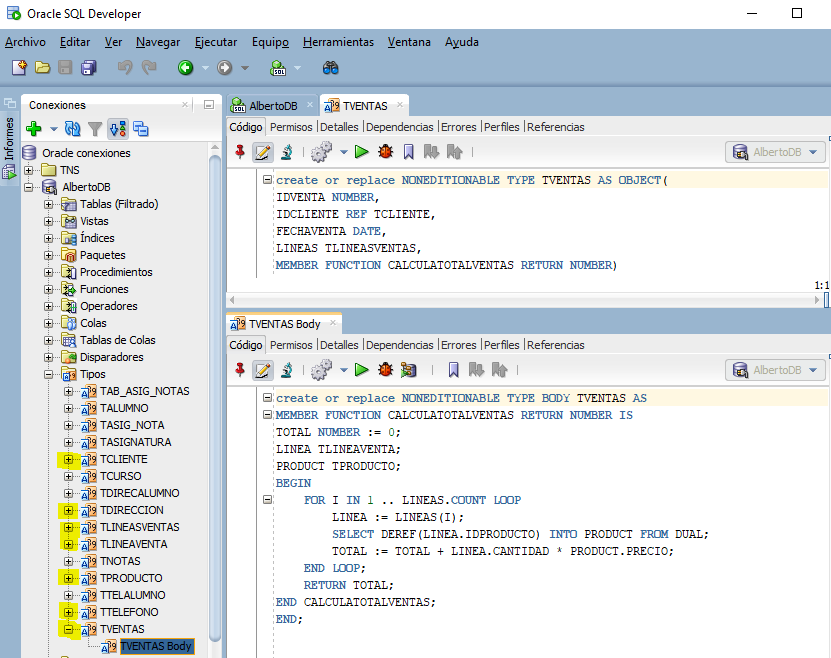 Oracle SQL Developer
Archivo Editar Ver Navegar Ejecutar Equipo Herramientas Ventana Ayuda
Informes
Conexiones
Oracle conexiones
TNS
AlbertoDB
Tablas (Filtrado)
Vistas
Índices
Paquetes
Procedimientos
Funciones
Operadores
Colas
Tablas de Colas
Disparadores
Tipos
TAB_ASIG_NOTAS
TALUMNO
TASIG_NOTA
TASIGNATURA
TCLIENTE
TCURSO
TDIRECALUMNO
TDIRECCION
TLINEASVENTAS
TLINEAVENTA
TNOTAS
TPRODUCTO
TTELALUMNO
TTELEFONO
TVENTAS
TVENTAS Body
AlbertoDB TVENTAS
Código Permisos Detalles Dependencias Errores Perfiles Referencias
AlbertoDB
create or replace NONEDITIONABLE TYPE TVENTAS AS OBJECT(
IDVENTA NUMBER,
IDCLIENTE REF TCLIENTE,
FECHAVENTA DATE,
LINEAS TLINEASVENTAS,
MEMBER FUNCTION CALCULATOTALVENTAS RETURN NUMBER)
1:1
TVENTAS Body
Código Permisos Detalles Dependencias Errores Perfiles Referencias
AlbertoDB
create or replace NONEDITIONABLE TYPE BODY TVENTAS AS
MEMBER FUNCTION CALCULATOTALVENTAS RETURN NUMBER IS
TOTAL NUMBER := 0;
LINEA TLINEAVENTA;
PRODUCT TPRODUCTO;
BEGIN
FOR I IN 1 .. LINEAS.COUNT LOOP
LINEA := LINEAS(I);
SELECT DEREF(LINEA.IDPRODUCTO) INTO PRODUCT FROM DUAL;
TOTAL := TOTAL + LINEA.CANTIDAD * PRODUCT.PRECIO;
END LOOP;
RETURN TOTAL;
END CALCULATOTALVENTAS;
END;